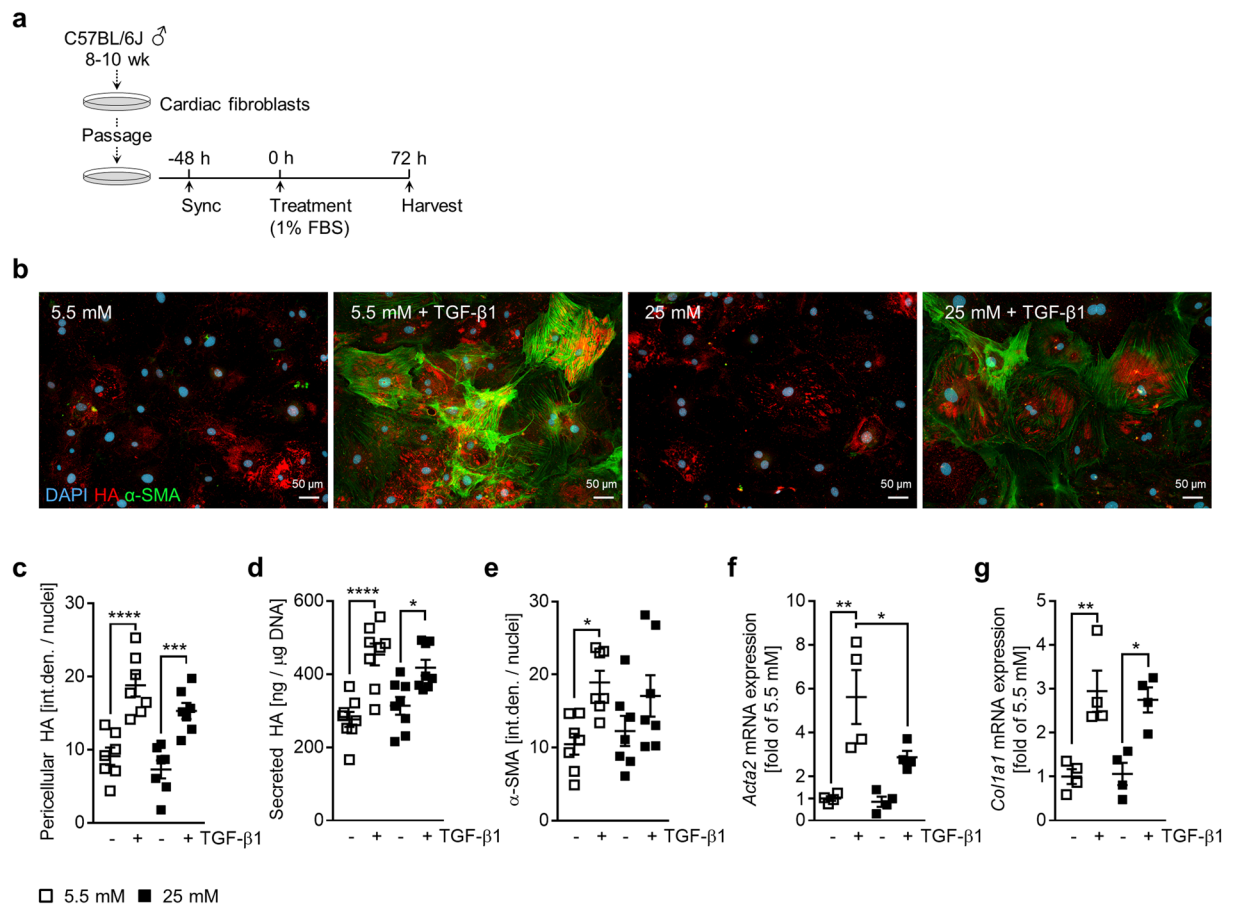 a
C57BL/6J ♂
8-10 wk
Cardiac fibroblasts
Passage
-48 h 0 h 72 h
Sync Treatment Harvest
(1% FBS)
b
5.5 mM 5.5 mM + TGF-β1 25 mM 25 mM + TGF-β1
DAPI HA α-SMA 50 µm 50 µm 50 µm 50 µm
c
Pericellular HA [int.den. / nuclei]
30
20
10
0
**** ***
- + - + TGF-β1
d
Secreted HA [ng / µg DNA]
600
400
200
0
**** *
- + - +
e
α-SMA [int.den. / nuclei]
30
20
10
0
*
- + - + TGF-β1
f
Acta2 mRNA expression
[fold of 5.5 mM]
10
8
6
4
2
1
0
** *
- + - + TGF-β1
g
Col1a1 mRNA expression
[fold of 5.5 mM]
5
4
3
2
1
0
** *
- + - + TGF-β1
5.5 mM 25 mM